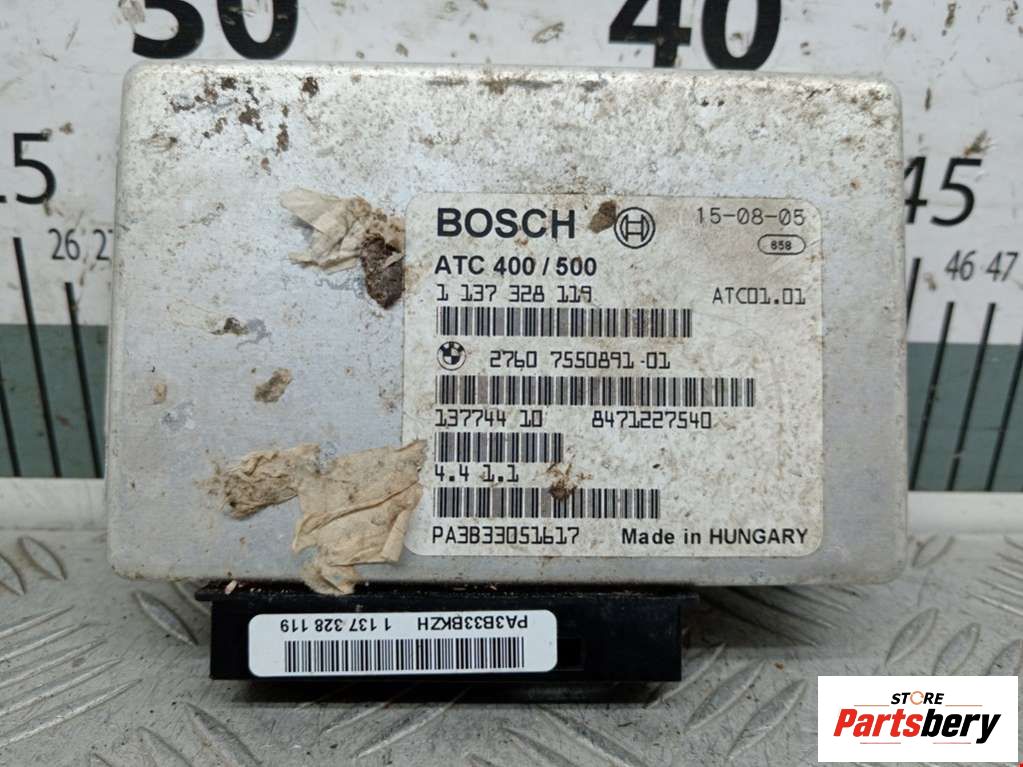 30
40
25
45
26 27
46 47
BOSCH
15-08-05
658
ATC 400 / 500
1 137 328 119
ATC01.01
2760 7550891-01
137744 10 8471227540
4.4 1.1
PA3B33051617
Made in HUNGARY
PA3B33BKZH 1 137 328 119
STORE
Partsbery